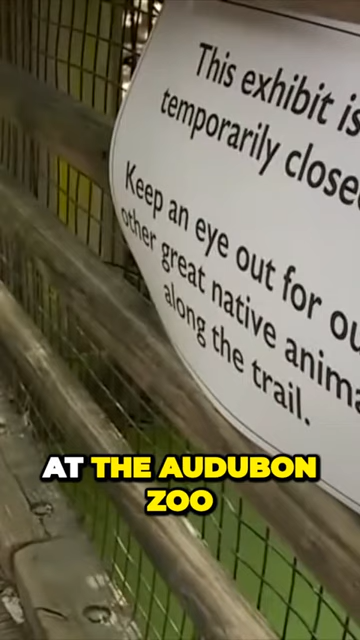 This exhibit is
temporarily close
Keep an eye out for ou
other great native anima
along the trail.
AT THE AUDUBON
ZOO